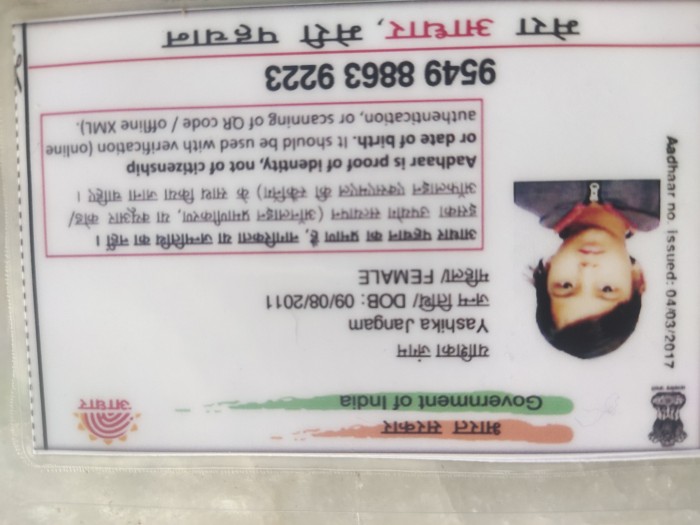 भारत सरकार
Government of India
आधार
Aadhaar no. issued: 04/03/2017
याशिका जंगम
Yashika Jangam
जन्म तिथि/ DOB: 09/08/2011
महिला/ FEMALE
आधार पहचान का प्रमाण है, नागरिकता या जन्मतिथि का नहीं ।
इसका उपयोग सत्यापन (ऑनलाइन प्रमाणीकरण, या क्यूआर कोड/
ऑफलाइन एक्सएमएल की स्कैनिंग) के साथ किया जाना चाहिए ।
Aadhaar is proof of identity, not of citizenship
or date of birth. It should be used with verification (online
authentication, or scanning of QR code / offline XML).
9549 8863 9223
मेरा आधार, मेरी पहचान